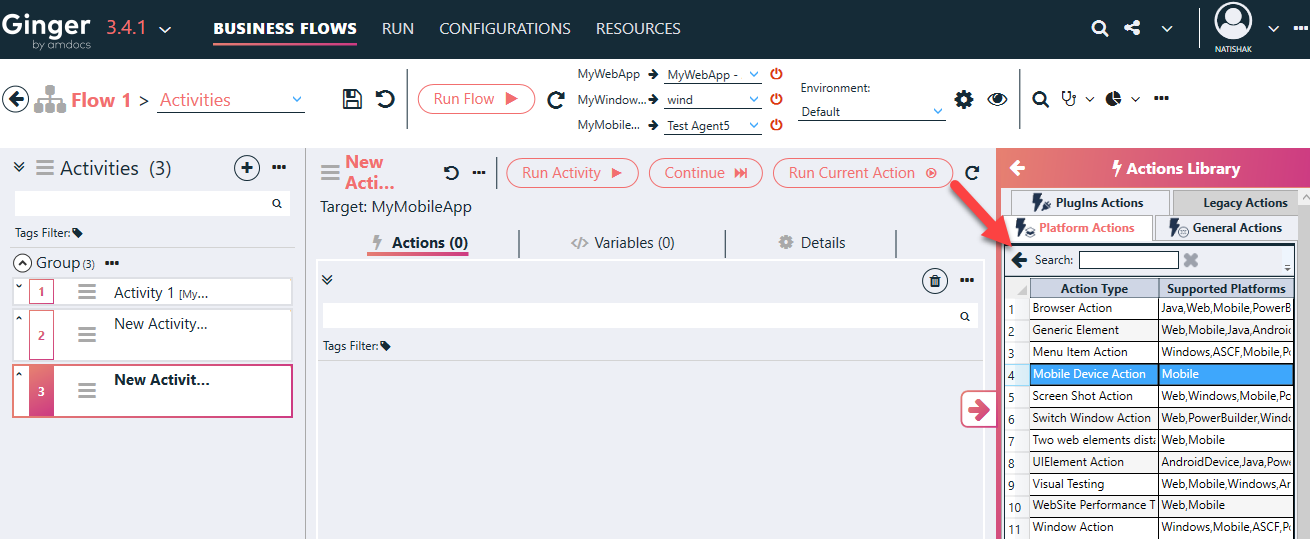 Ginger 3.4.1 BUSINESS FLOWS RUN CONFIGURATIONS RESOURCES
by amdocs
NATISHAK
Flow 1 > Activities
Run Flow
MyWebApp MyWebApp -
MyWindow... wind
MyMobile... Test Agent5
Environment:
Default
Activities (3)
Tags Filter:
Group (3)
1 Activity 1 [My...
2 New Activity...
3 New Activit...
New
Acti...
Run Activity Continue Run Current Action
Target: MyMobileApp
Actions (0) Variables (0) Details
Tags Filter:
Actions Library
PlugIns Actions Legacy Actions
Platform Actions General Actions
Search:
Action Type Supported Platforms
1 Browser Action Java,Web,Mobile,PowerB
2 Generic Element Web,Mobile,Java,Android
3 Menu Item Action Windows,ASCF,Mobile,Po
4 Mobile Device Action Mobile
5 Screen Shot Action Web,Windows,Mobile,Po
6 Switch Window Action Web,PowerBuilder,Windo
7 Two web elements dista Web,Mobile
8 UIElement Action AndroidDevice,Java,Powe
9 Visual Testing Web,Mobile,Windows,An
10 WebSite Performance T Web,Mobile
11 Window Action Windows,Mobile,ASCF,Po